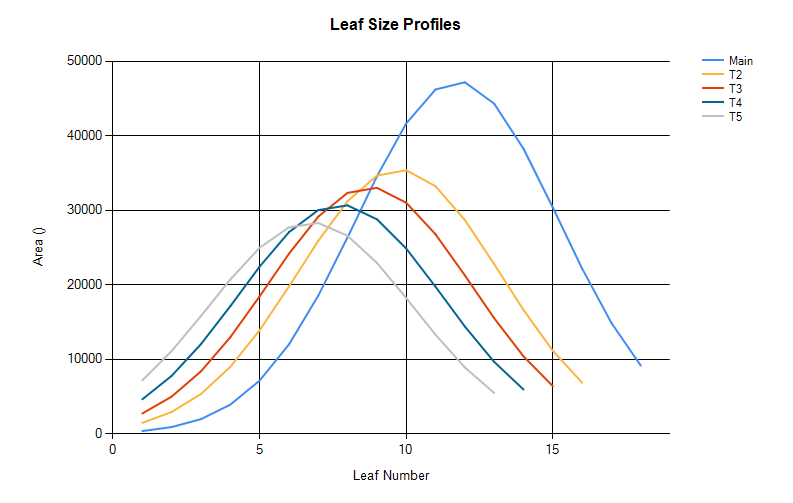 Leaf Size Profiles
50000
40000
30000
20000
10000
0
Area ()
0 5 10 15
Leaf Number
Main
T2
T3
T4
T5